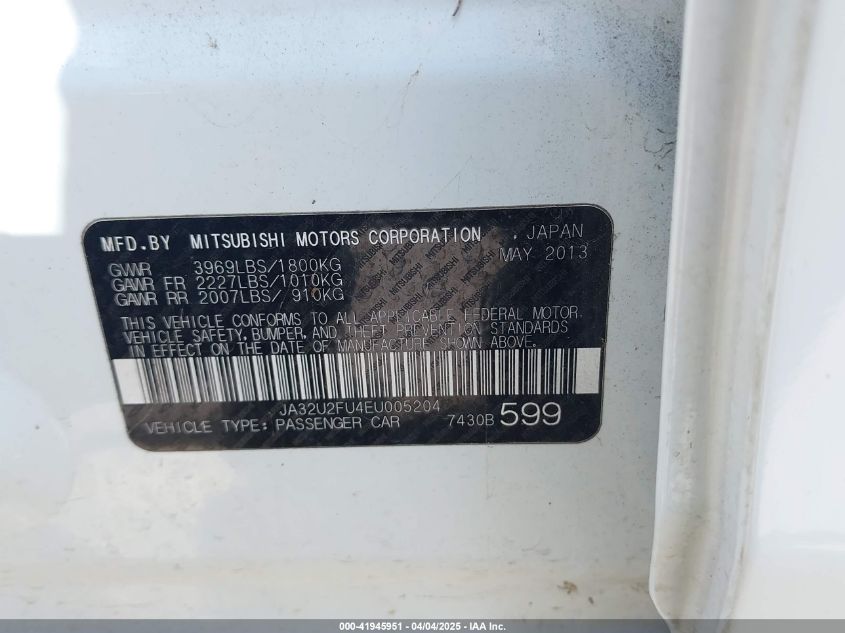 MFD.BY MITSUBISHI MOTORS CORPORATION , JAPAN
GVWR 3969LBS/1800KG MAY 2013
GAWR FR 2227LBS/1010KG
GAWR RR 2007LBS/ 910KG
THIS VEHICLE CONFORMS TO ALL APPLICABLE FEDERAL MOTOR
VEHICLE SAFETY, BUMPER, AND THEFT PREVENTION STANDARDS
IN EFFECT ON THE DATE OF MANUFACTURE SHOWN ABOVE.
JA32U2FU4EU005204
VEHICLE TYPE: PASSENGER CAR 7430B 599
000-41945951 - 04/04/2025 - IAA Inc.